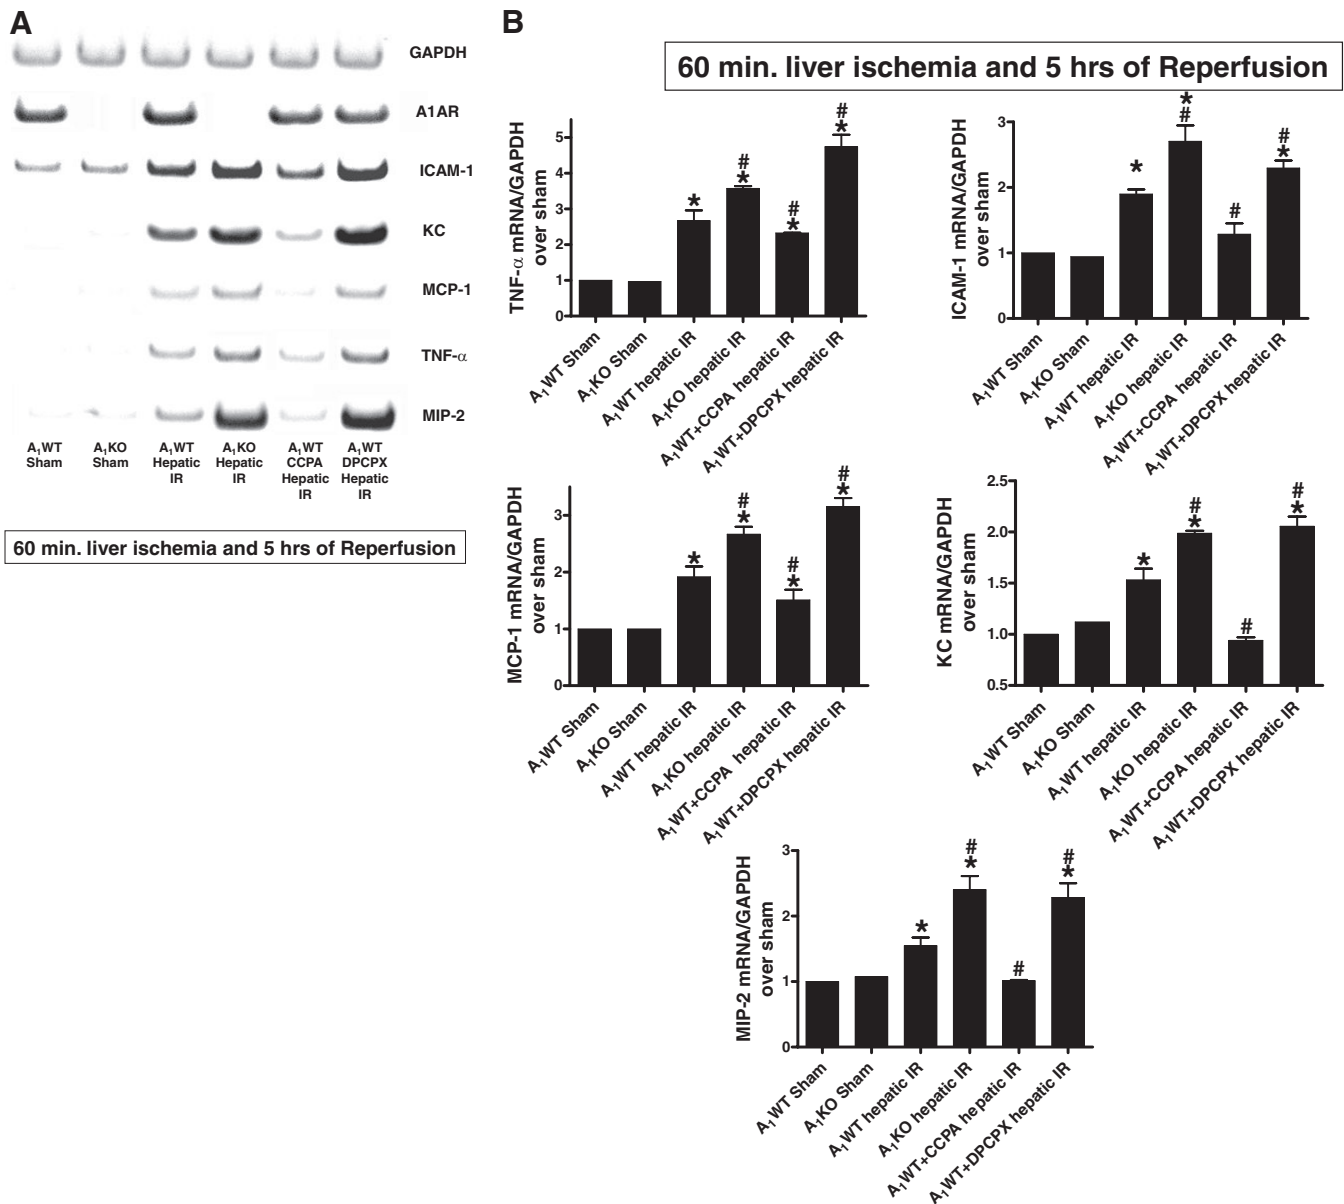 A
GAPDH
A1AR
ICAM-1
KC
MCP-1
TNF-α
MIP-2
A₁WT
Sham
A₁KO
Sham
A₁WT
Hepatic
IR
A₁KO
Hepatic
IR
A₁WT
CCPA
Hepatic
IR
A₁WT
DPCPX
Hepatic
IR
60 min. liver ischemia and 5 hrs of Reperfusion
B
60 min. liver ischemia and 5 hrs of Reperfusion
TNF-α mRNA/GAPDH
over sham
5
4
3
2
1
0
*
#
*
#
*
#
*
A₁WT Sham
A₁KO Sham
A₁WT hepatic IR
A₁KO hepatic IR
A₁WT+CCPA hepatic IR
A₁WT+DPCPX hepatic IR
ICAM-1 mRNA/GAPDH
over sham
3
2
1
0
*
*
#
#
#
*
A₁WT Sham
A₁KO Sham
A₁WT hepatic IR
A₁KO hepatic IR
A₁WT+CCPA hepatic IR
A₁WT+DPCPX hepatic IR
MCP-1 mRNA/GAPDH
over sham
3
2
1
0
*
#
*
#
*
#
*
A₁WT Sham
A₁KO Sham
A₁WT hepatic IR
A₁KO hepatic IR
A₁WT+CCPA hepatic IR
A₁WT+DPCPX hepatic IR
KC mRNA/GAPDH
over sham
2.5
2.0
1.5
1.0
0.5
*
#
*
#
#
*
A₁WT Sham
A₁KO Sham
A₁WT hepatic IR
A₁KO hepatic IR
A₁WT+CCPA hepatic IR
A₁WT+DPCPX hepatic IR
MIP-2 mRNA/GAPDH
over sham
3
2
1
0
*
#
*
#
#
*
A₁WT Sham
A₁KO Sham
A₁WT hepatic IR
A₁KO hepatic IR
A₁WT+CCPA hepatic IR
A₁WT+DPCPX hepatic IR